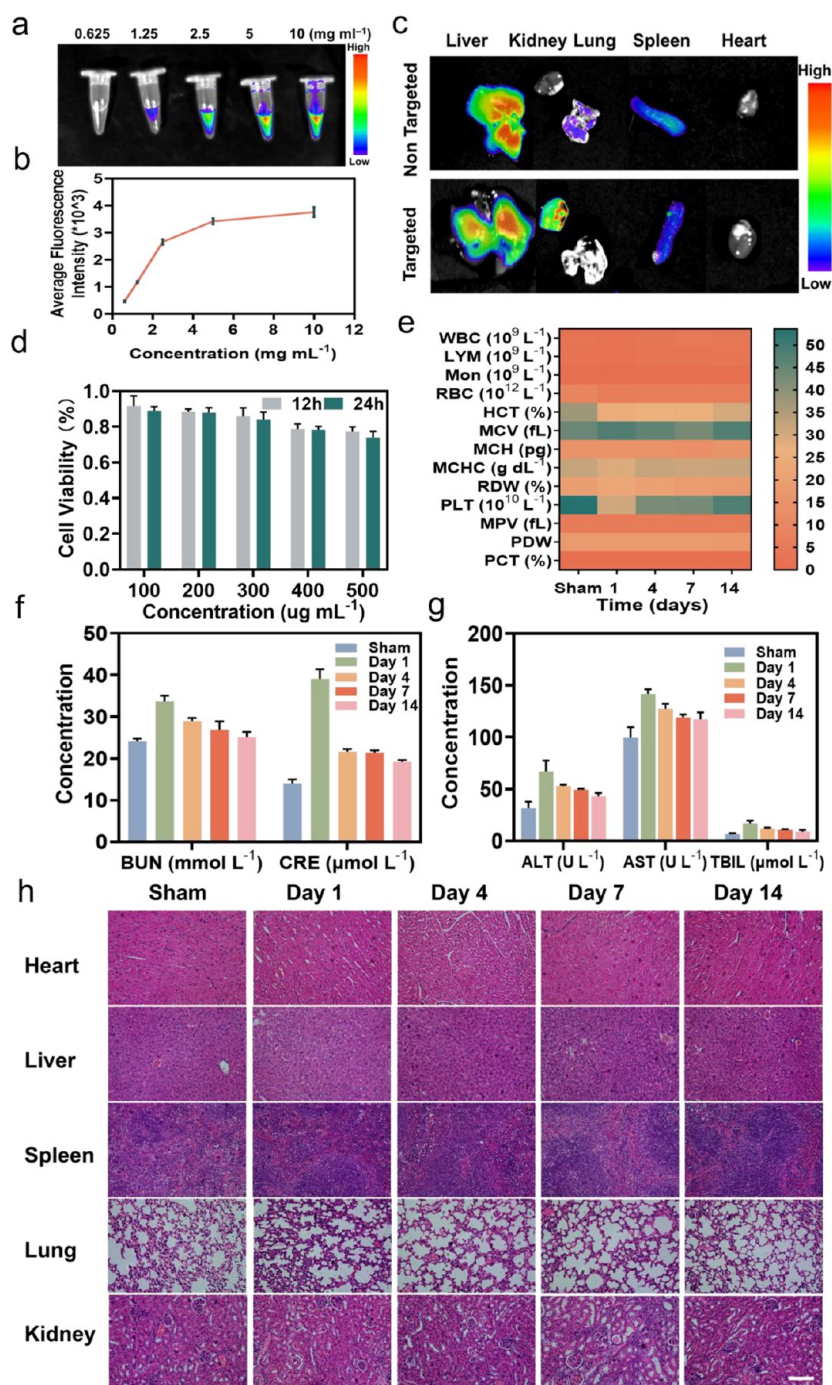 a
0.625 1.25 2.5 5 10 (mg ml⁻¹)
High
Low
b
Average Fluorescence
Intensity (*10^3)
5
4
3
2
1
0
0 2 4 6 8 10 12
Concentration (mg mL⁻¹)
c
Liver Kidney Lung Spleen Heart
Non Targeted
Targeted
High
Low
d
Cell Viability (%)
1.0
0.8
0.6
0.4
0.2
0.0
12h 24h
100 200 300 400 500
Concentration (ug mL⁻¹)
e
WBC (10⁹ L⁻¹)
LYM (10⁹ L⁻¹)
Mon (10⁹ L⁻¹)
RBC (10¹² L⁻¹)
HCT (%)
MCV (fL)
MCH (pg)
MCHC (g dL⁻¹)
RDW (%)
PLT (10¹⁰ L⁻¹)
MPV (fL)
PDW
PCT (%)
Sham 1 4 7 14
Time (days)
50
40
30
20
10
0
f
Concentration
50
40
30
20
10
0
Sham
Day 1
Day 4
Day 7
Day 14
BUN (mmol L⁻¹) CRE (μmol L⁻¹)
g
Concentration
200
150
100
50
0
Sham
Day 1
Day 4
Day 7
Day 14
ALT (U L⁻¹) AST (U L⁻¹) TBIL (μmol L⁻¹)
h
Sham Day 1 Day 4 Day 7 Day 14
Heart
Liver
Spleen
Lung
Kidney